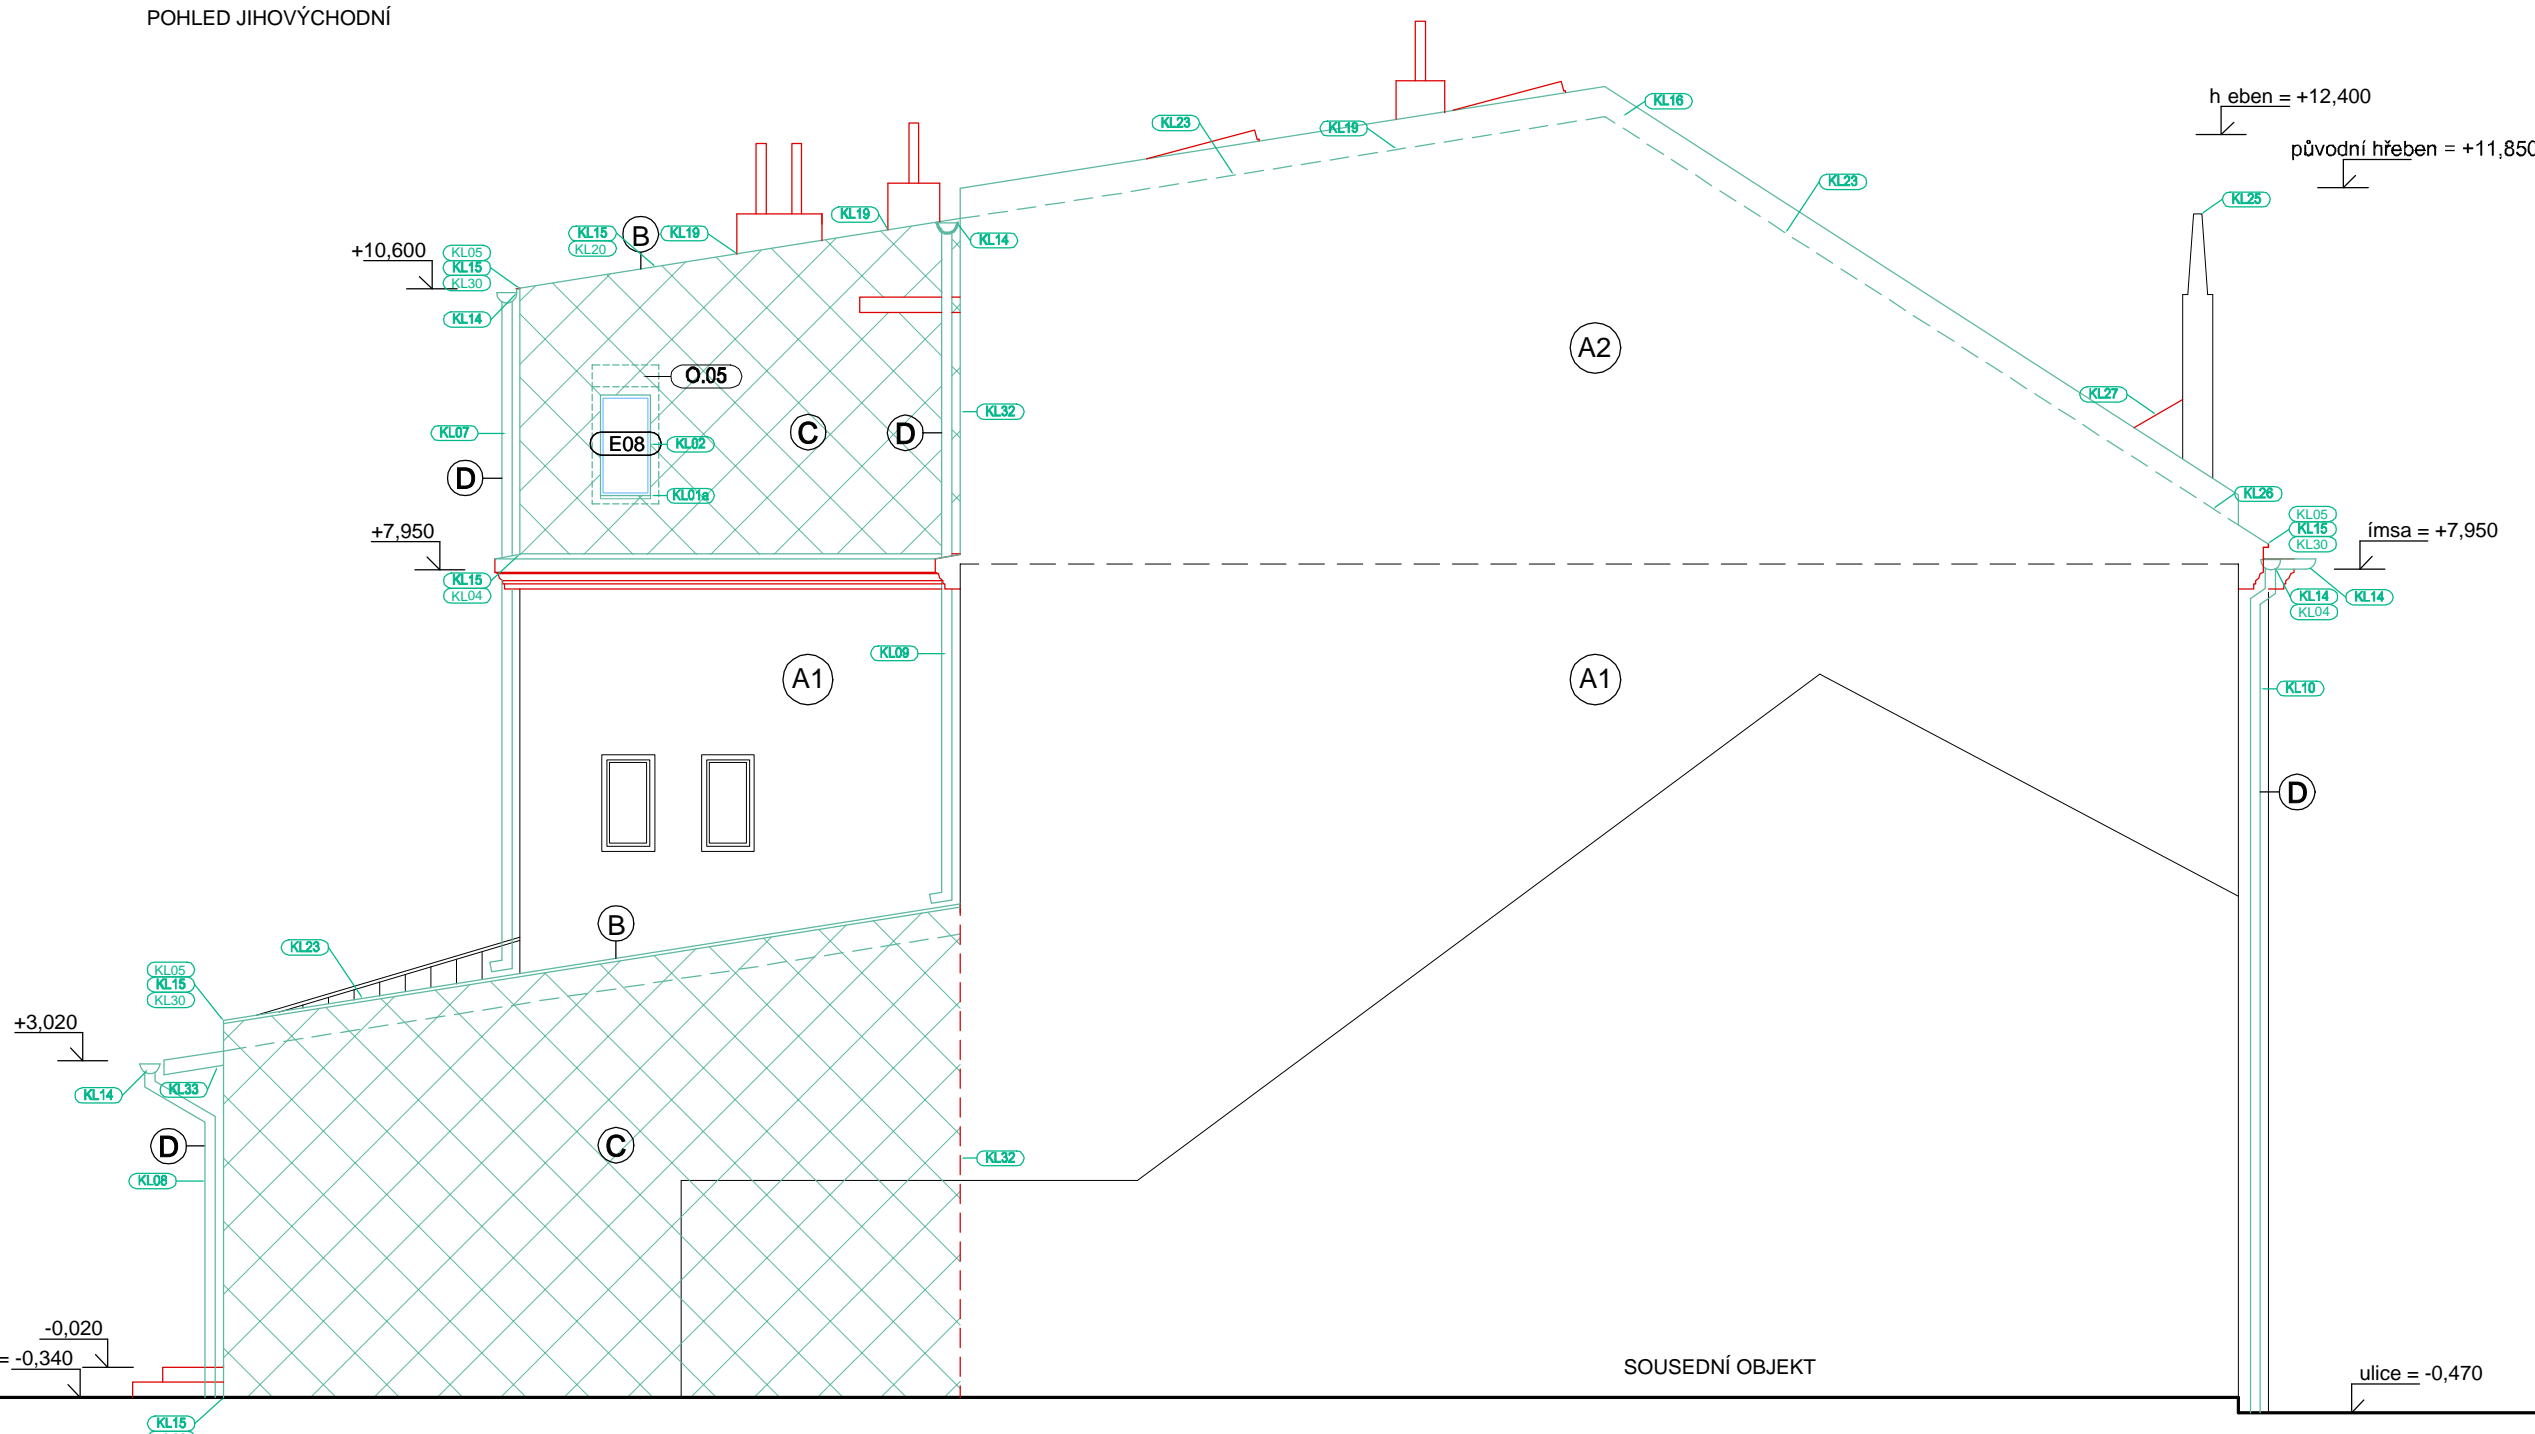 POHLED JIHOVÝCHODNÍ
h eben = +12,400
původní hřeben = +11,850
KL16
KL23
KL19
KL23
KL25
KL19
KL15
KL20
B
KL19
KL14
+10,600
KL05
KL15
KL30
KL14
A2
O.05
KL27
KL32
KL07
E08
KL02
C
D
D
KL01a
KL26
KL05
KL15
KL30
ímsa = +7,950
+7,950
KL15
KL04
KL14
KL04
KL14
KL09
A1
A1
KL10
D
B
KL23
KL05
KL15
KL30
+3,020
KL14
KL33
D
C
KL32
KL08
-0,020
= -0,340
SOUSEDNÍ OBJEKT
ulice = -0,470
KL15